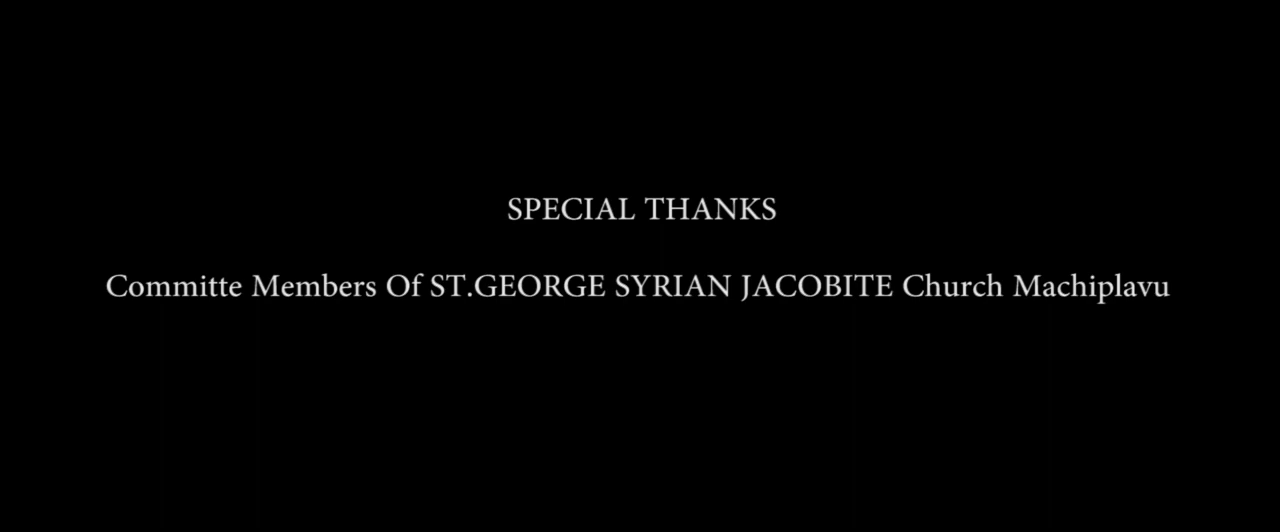 SPECIAL THANKS
Committe Members Of ST.GEORGE SYRIAN JACOBITE Church Machiplavu